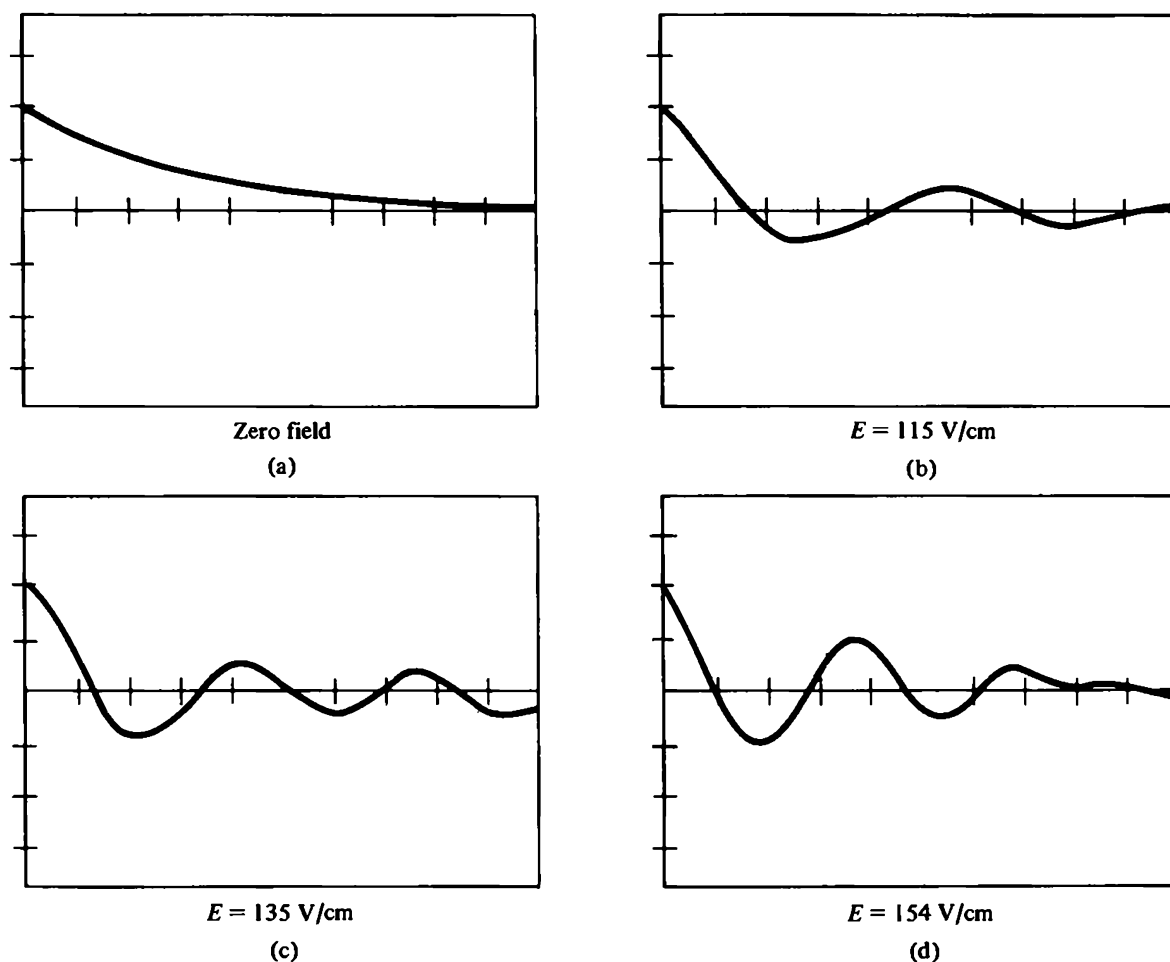 Zero field
(a)
E = 115 V/cm
(b)
E = 135 V/cm
(c)
E = 154 V/cm
(d)